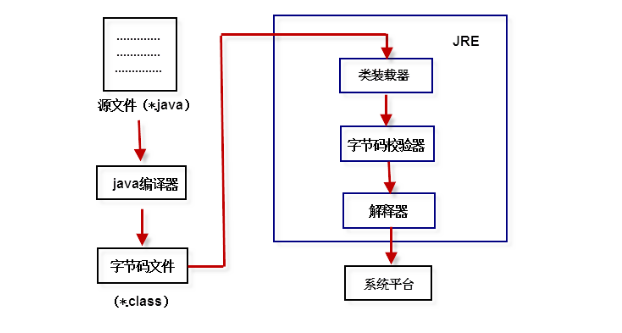 源文件（*.java）
java编译器
字节码文件
（*.class）
JRE
类装载器
字节码校验器
解释器
系统平台